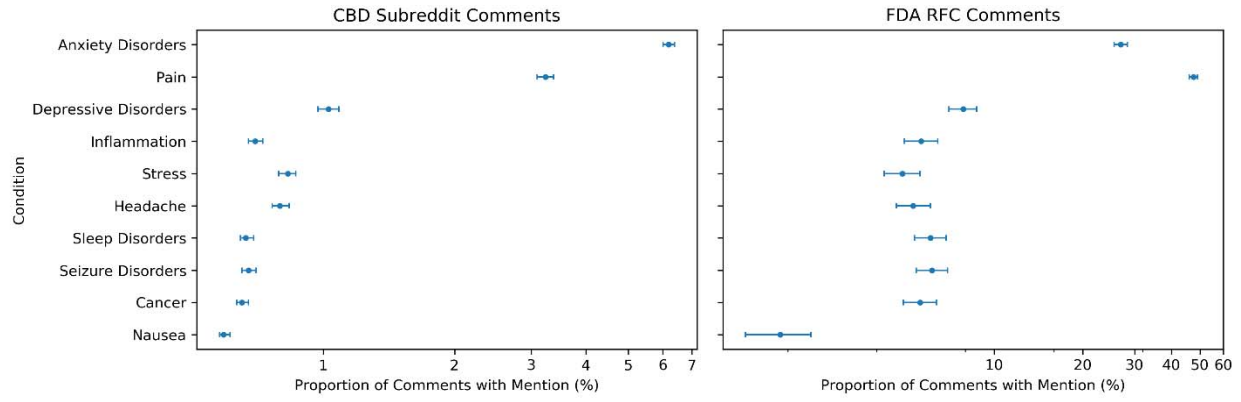 CBD Subreddit Comments
FDA RFC Comments
Condition
Anxiety Disorders
Pain
Depressive Disorders
Inflammation
Stress
Headache
Sleep Disorders
Seizure Disorders
Cancer
Nausea
1 2 3 4 5 6 7
10 20 30 40 50 60
Proportion of Comments with Mention (%)
Proportion of Comments with Mention (%)